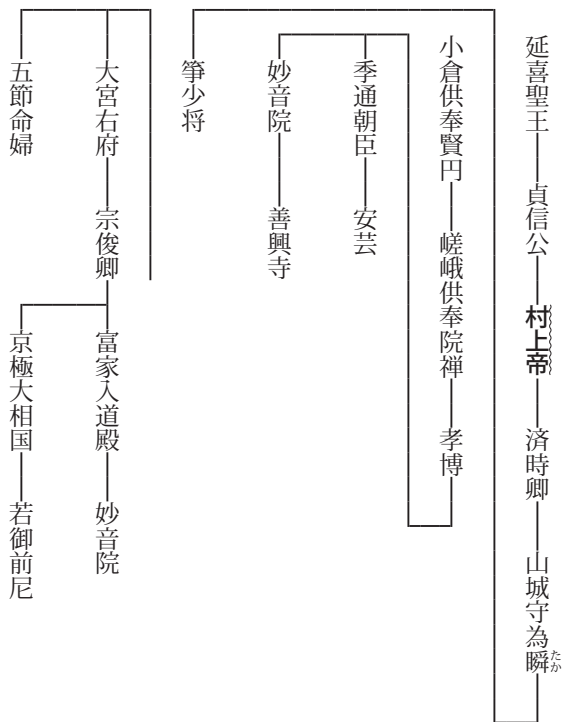 延喜聖王 貞信公 村上帝 済時卿 山城守為瞬たか
小倉供奉賢円 嵯峨供奉院禅 孝博
季通朝臣 安芸
妙音院 善興寺
箏少将
大宮右府 宗俊卿 冨家入道殿 妙音院
京極大相国 若御前尼
五節命婦